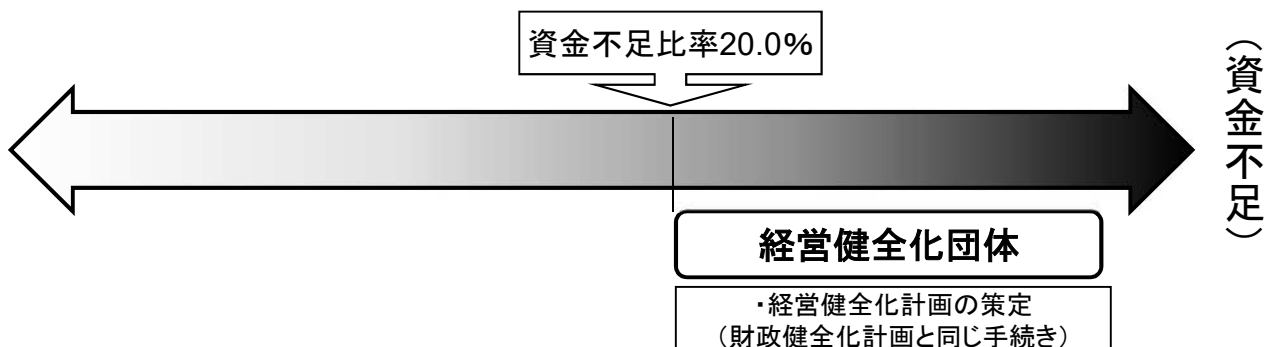 資金不足比率20.0%
（資金不足）
経営健全化団体
・経営健全化計画の策定
（財政健全化計画と同じ手続き）